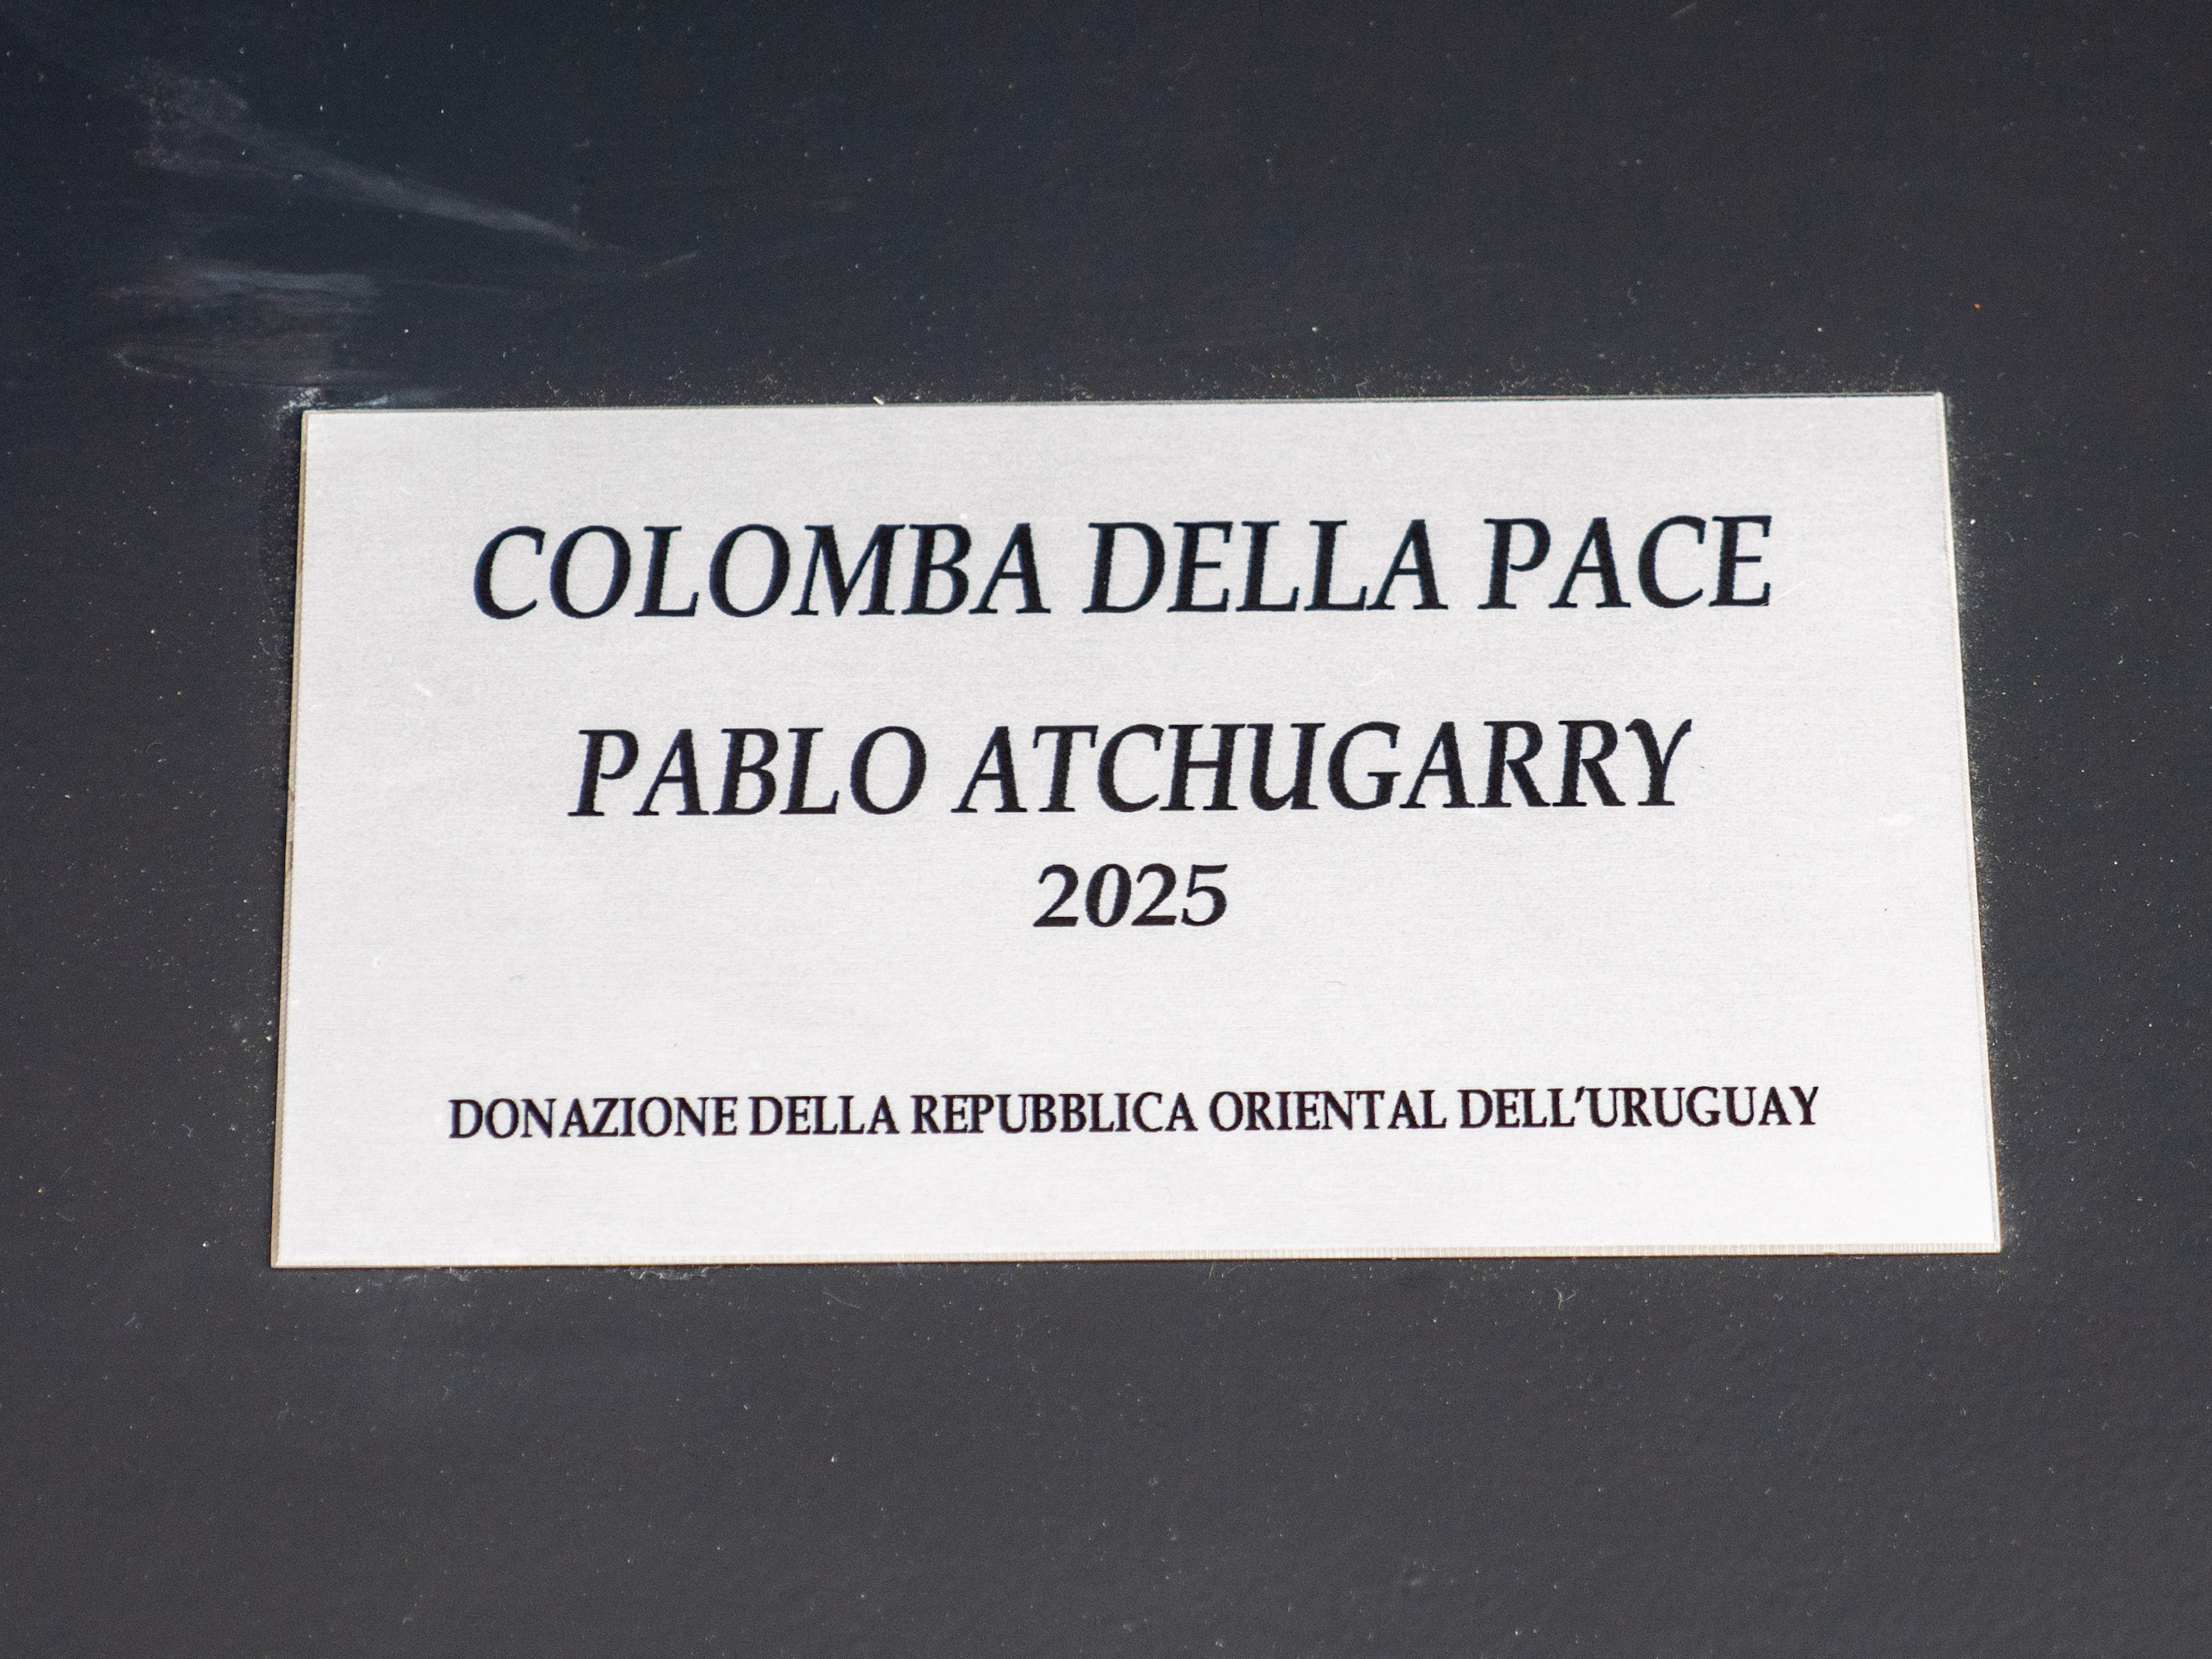 COLOMBA DELLA PACE
PABLO ATCHUGARRY
2025
DONAZIONE DELLA REPUBBLICA ORIENTAL DELL'URUGUAY